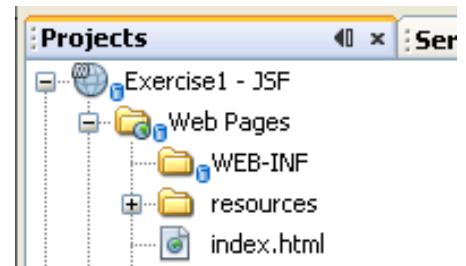 Projects Ser
Exercise1 - JSF
Web Pages
WEB-INF
resources
index.html